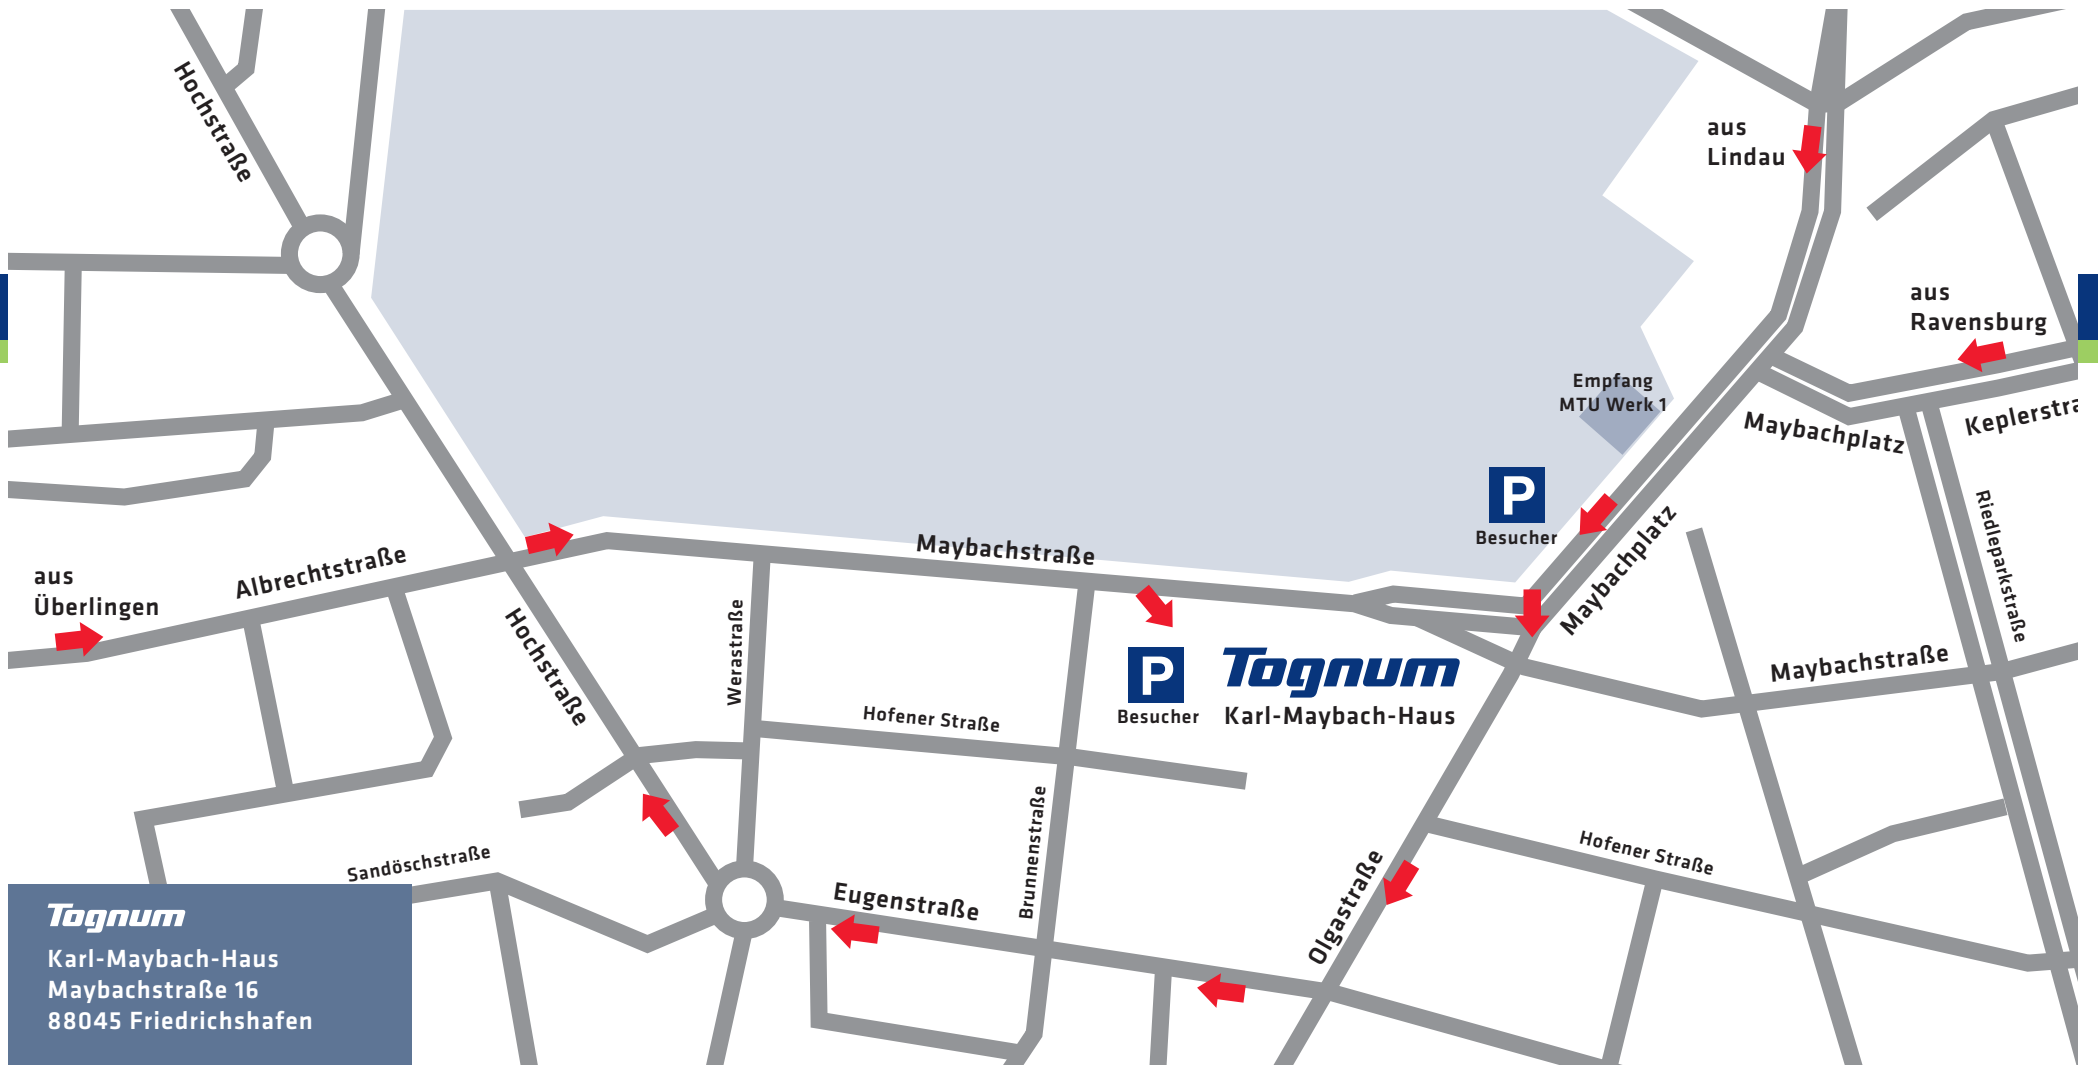 Hochstraße
aus
Lindau
aus
Ravensburg
Empfang
MTU Werk 1
Maybachplatz
Keplerstra
P
Besucher
Maybachplatz
Riedleparkstraße
Maybachstraße
Albrechtstraße
aus
Überlingen
Hochstraße
Werastraße
P
Besucher
Tognum
Karl-Maybach-Haus
Maybachstraße
Hofener Straße
Brunnenstraße
Hofener Straße
Sandöschstraße
Eugenstraße
Olgastraße
Tognum
Karl-Maybach-Haus
Maybachstraße 16
88045 Friedrichshafen